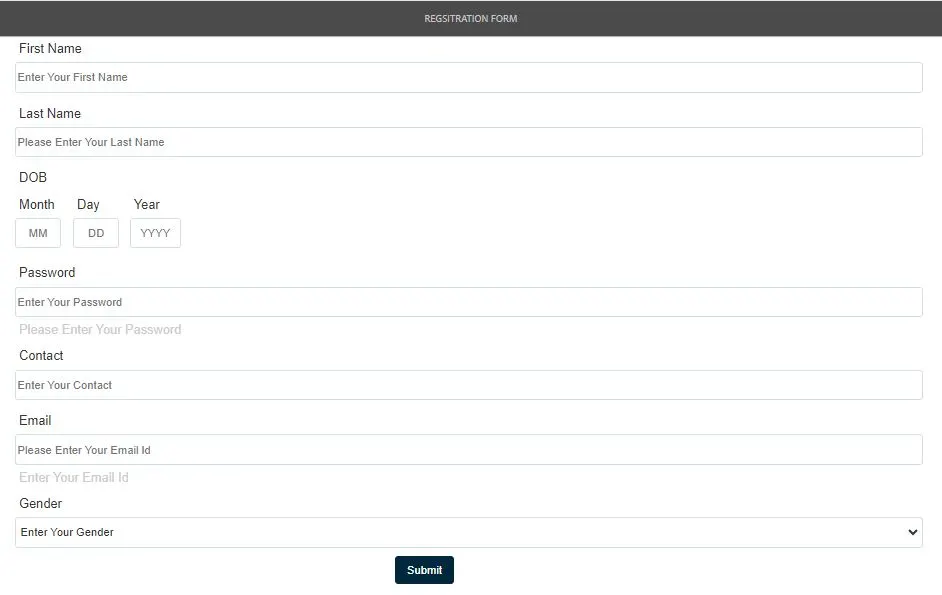 REGSITRATION FORM
First Name
Enter Your First Name
Last Name
Please Enter Your Last Name
DOB
Month Day Year
MM DD YYYY
Password
Enter Your Password
Please Enter Your Password
Contact
Enter Your Contact
Email
Please Enter Your Email Id
Enter Your Email Id
Gender
Enter Your Gender
Submit